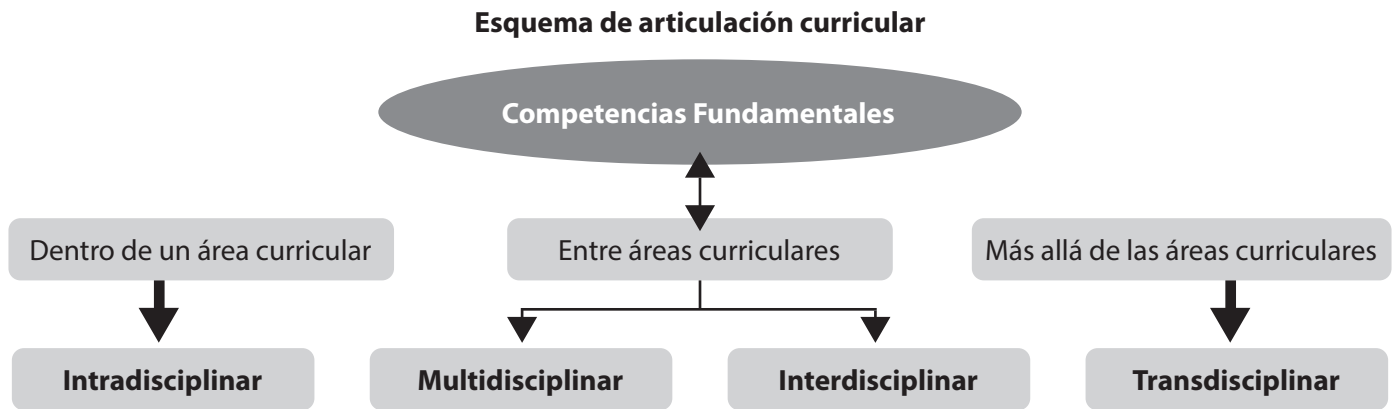 Esquema de articulación curricular
Competencias Fundamentales
Dentro de un área curricular
Entre áreas curriculares
Más allá de las áreas curriculares
Intradisciplinar
Multidisciplinar
Interdisciplinar
Transdisciplinar